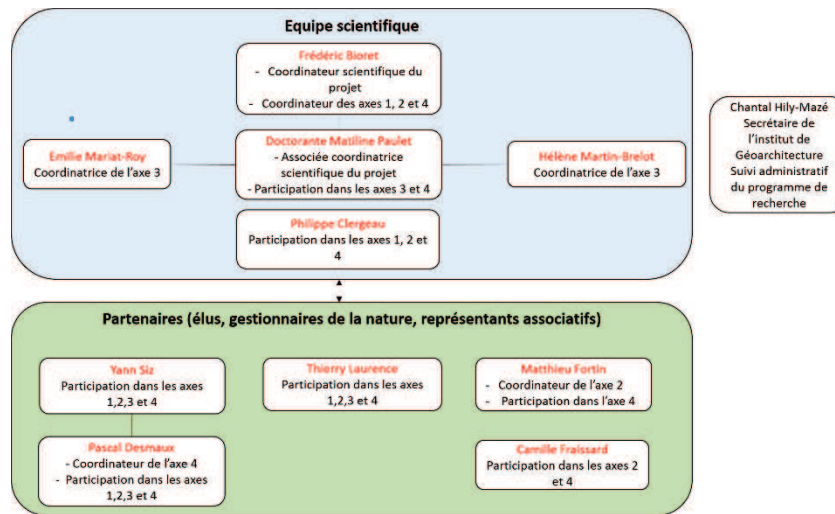 Equipe scientifique
Frédéric Bioret
- Coordinateur scientifique du
projet
- Coordinateur des axes 1, 2 et 4
Emilie Mariat-Roy
Coordinatrice de l'axe 3
Doctorante Matiline Paulet
- Associée coordinatrice
scientifique du projet
- Participation dans les axes 3 et 4
Hélène Martin-Brelot
Coordinatrice de l'axe 3
Philippe Clergeau
Participation dans les axes 1, 2 et
4
Chantal Hily-Mazé
Secrétaire de
l'institut de
Géoarchitecture
Suivi administratif
du programme de
recherche
Partenaires (élus, gestionnaires de la nature, représentants associatifs)
Yann Siz
Participation dans les axes
1,2,3 et 4
Thierry Laurence
Participation dans les axes
1,2,3 et 4
Matthieu Fortin
- Coordinateur de l'axe 2
- Participation dans l'axe 4
Pascal Desmaux
- Coordinateur de l'axe 4
- Participation dans les axes
1,2,3 et 4
Camille Fraissard
Participation dans les axes 2
et 4